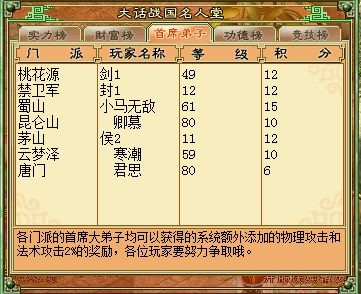 大话战国名人堂
实力榜 财富榜 首席弟子 功德榜 竞技榜
门 派 玩家名称 等 级 积 分
桃花源 剑1 49 12
禁卫军 封1 12 12
蜀山 小马无敌 61 15
昆仑山 卿慕 80 10
茅山 侯2 11 12
云梦泽 寒潮 59 10
唐门 君思 80 6
各门派的首席大弟子均可以获得的系统额外添加的物理攻击和
法术攻击2%的奖励，各位玩家要努力争取哦。